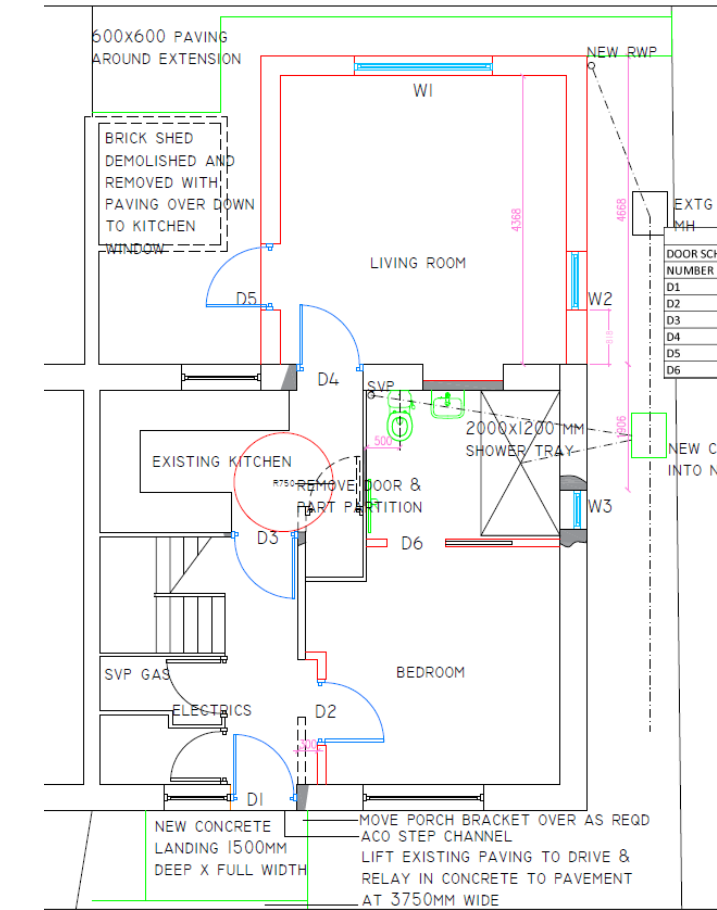 600X600 PAVING
AROUND EXTENSION
NEW RWP
W1
BRICK SHED
DEMOLISHED AND
REMOVED WITH
PAVING OVER DOWN
TO KITCHEN
WINDOW
4368
4668
EXTG
MH
DOOR SCH
NUMBER
D1
D2
D3
D4
D5
D6
LIVING ROOM
D5
W2
818
D4
SVP
1906
500
2000X1200 MM
SHOWER TRAY
NEW C
INTO N
EXISTING KITCHEN
R750
REMOVE DOOR &
PART PARTITION
W3
D3
D6
SVP GAS
BEDROOM
ELECTRICS
D2
300
D1
MOVE PORCH BRACKET OVER AS REQD
ACO STEP CHANNEL
NEW CONCRETE
LANDING 1500MM
DEEP X FULL WIDTH
LIFT EXISTING PAVING TO DRIVE &
RELAY IN CONCRETE TO PAVEMENT
AT 3750MM WIDE